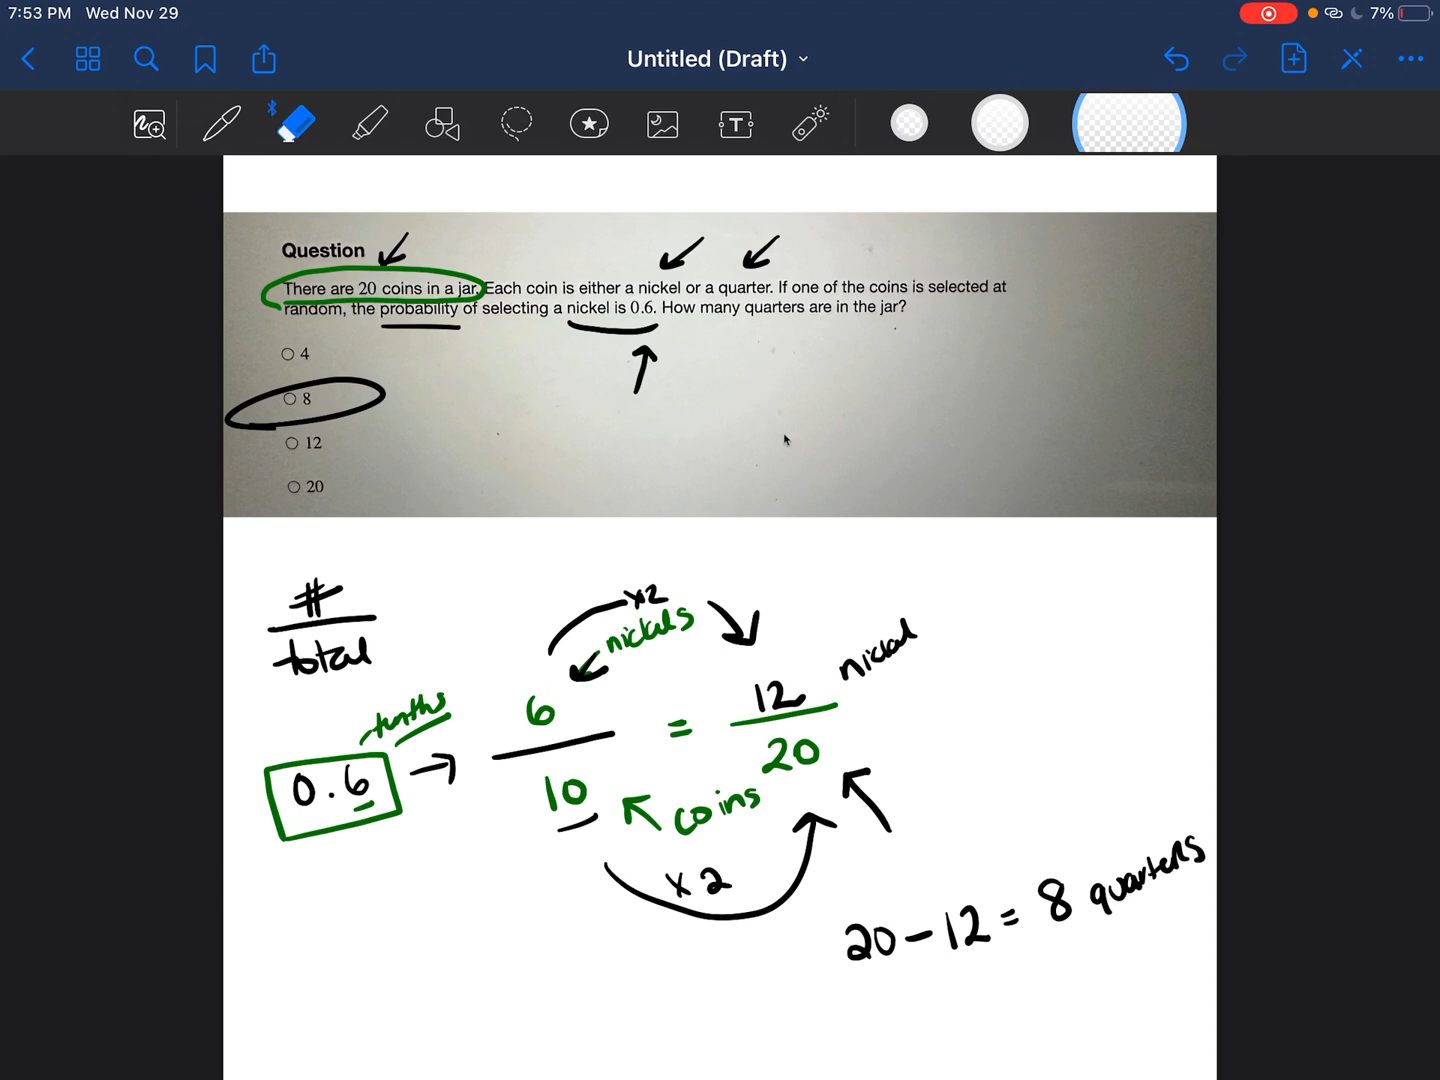 7:53 PM Wed Nov 29
7%
Untitled (Draft)
T
Question
There are 20 coins in a jar. Each coin is either a nickel or a quarter. If one of the coins is selected at
random, the probability of selecting a nickel is 0.6. How many quarters are in the jar?
4
8
12
20
#
total
x2
nickels
tenths
0.6
6
10
=
12
20
nickel
coins
x 2
20 - 12 = 8 quarters